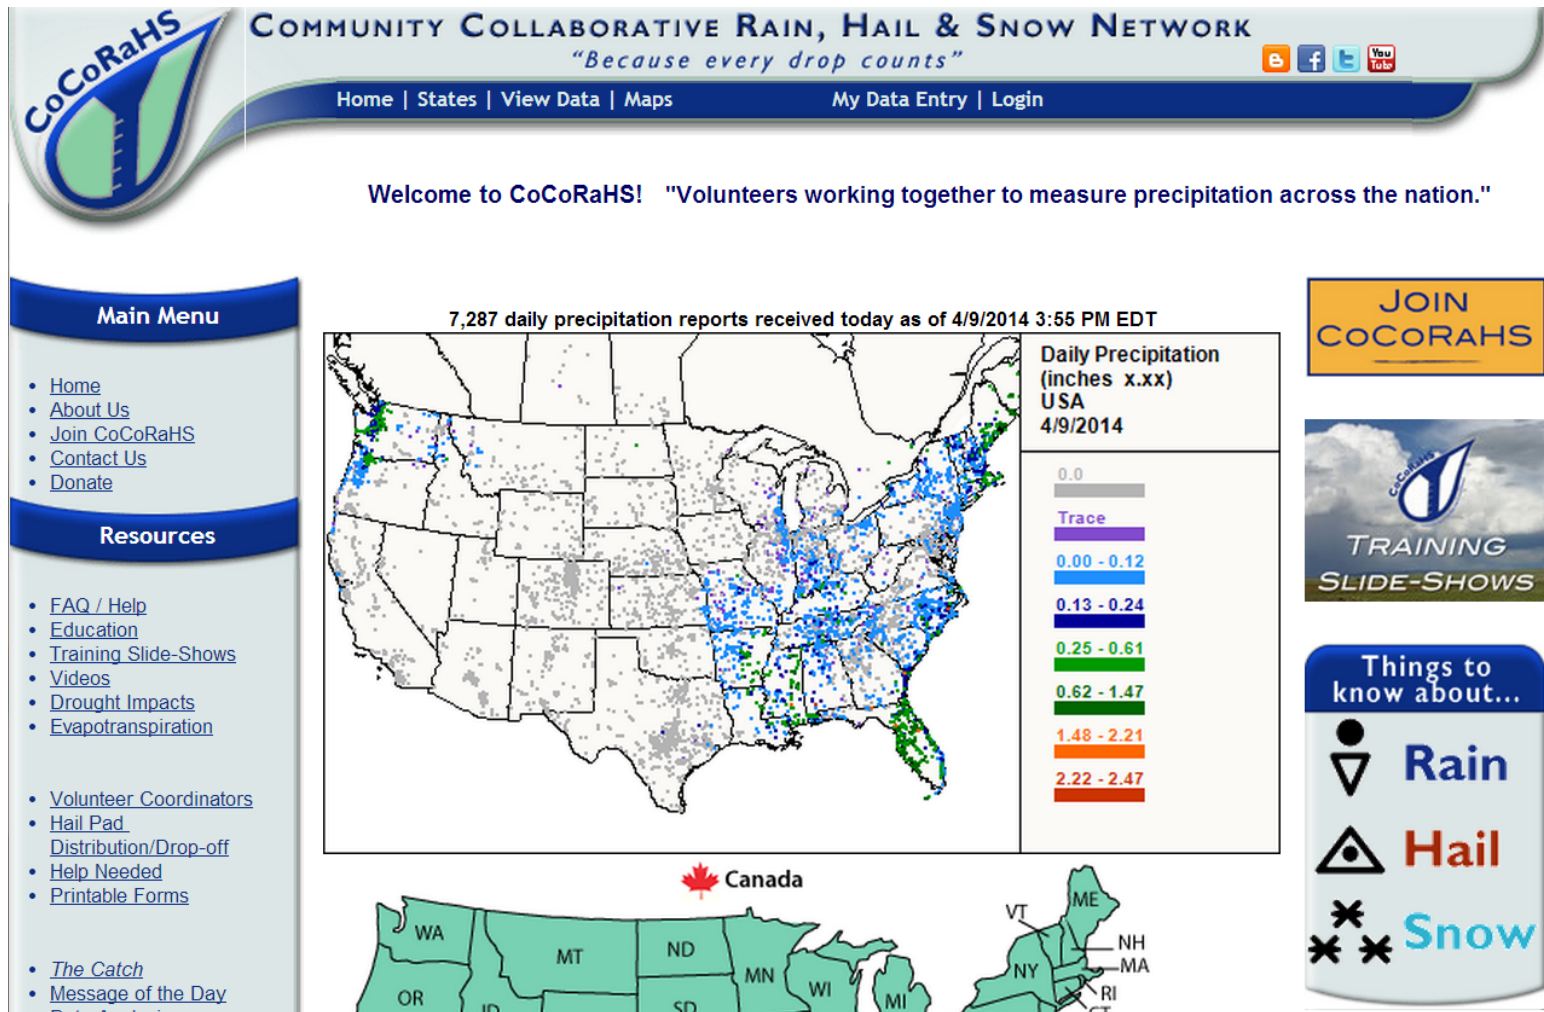 CoCoRaHS
COMMUNITY COLLABORATIVE RAIN, HAIL & SNOW NETWORK
"Because every drop counts"
You
Tube
Home | States | View Data | Maps
My Data Entry | Login
Welcome to CoCoRaHS! "Volunteers working together to measure precipitation across the nation."
Main Menu
Home
About Us
Join CoCoRaHS
Contact Us
Donate
Resources
FAQ / Help
Education
Training Slide-Shows
Videos
Drought Impacts
Evapotranspiration
Volunteer Coordinators
Hail Pad
Distribution/Drop-off
Help Needed
Printable Forms
The Catch
Message of the Day
7,287 daily precipitation reports received today as of 4/9/2014 3:55 PM EDT
Daily Precipitation
(inches x.xx)
USA
4/9/2014
0.0
Trace
0.00 - 0.12
0.13 - 0.24
0.25 - 0.61
0.62 - 1.47
1.48 - 2.21
2.22 - 2.47
Canada
WA
MT
ND
MN
OR
ID
SD
WI
MI
NY
VT
ME
NH
MA
RI
CT
JOIN
COCORAHS
CoCoRaHS
TRAINING
SLIDE-SHOWS
Things to
know about...
Rain
Hail
Snow